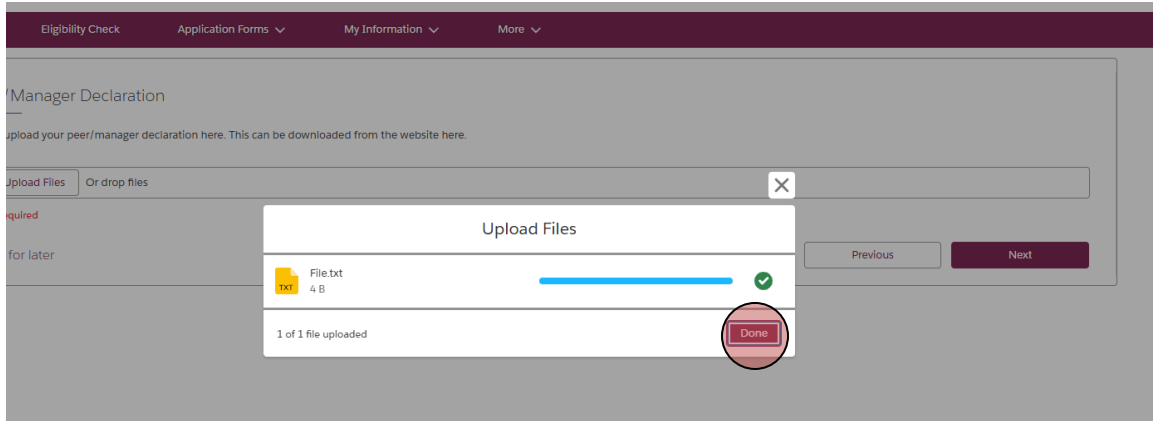 Eligibility Check Application Forms My Information More
/Manager Declaration
upload your peer/manager declaration here. This can be downloaded from the website here.
Upload Files Or drop files
equired
for later
Previous Next
Upload Files
TXT
File.txt
4 B
1 of 1 file uploaded
Done